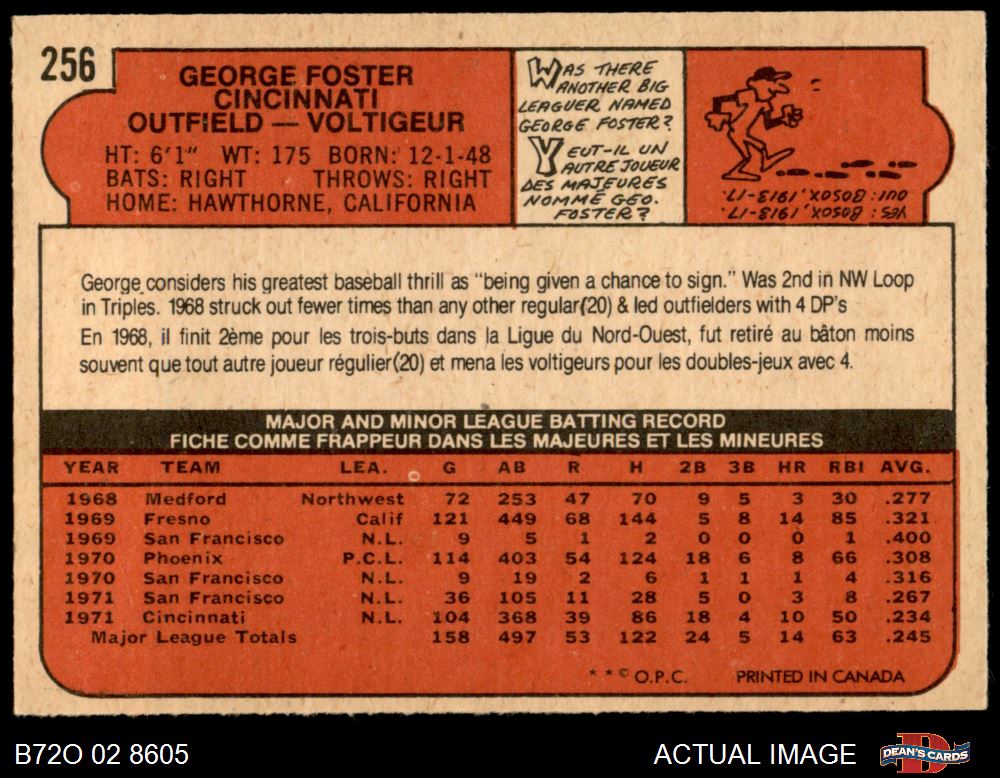 256
GEORGE FOSTER
CINCINNATI
OUTFIELD — VOLTIGEUR
HT: 6'1" WT: 175 BORN: 12-1-48
BATS: RIGHT THROWS: RIGHT
HOME: HAWTHORNE, CALIFORNIA
WAS THERE
ANOTHER BIG
LEAGUER NAMED
GEORGE FOSTER?
Y EUT-IL UN
AUTRE JOUEUR
DES MAJEURES
NOMME GEO.
FOSTER?
YES: BOSOX, 1913-17.
OUI: BOSOX, 1913-17.
George considers his greatest baseball thrill as "being given a chance to sign." Was 2nd in NW Loop
in Triples. 1968 struck out fewer times than any other regular(20) & led outfielders with 4 DP's
En 1968, il finit 2ème pour les trois-buts dans la Ligue du Nord-Ouest, fut retiré au bâton moins
souvent que tout autre joueur régulier(20) et mena les voltigeurs pour les doubles-jeux avec 4.
MAJOR AND MINOR LEAGUE BATTING RECORD
FICHE COMME FRAPPEUR DANS LES MAJEURES ET LES MINEURES
YEAR TEAM LEA. G AB R H 2B 3B HR RBI AVG.
1968 Medford Northwest 72 253 47 70 9 5 3 30 .277
1969 Fresno Calif 121 449 68 144 5 8 14 85 .321
1969 San Francisco N.L. 9 5 1 2 0 0 0 1 .400
1970 Phoenix P.C.L. 114 403 54 124 18 6 8 66 .308
1970 San Francisco N.L. 9 19 2 6 1 1 1 4 .316
1971 San Francisco N.L. 36 105 11 28 5 0 3 8 .267
1971 Cincinnati N.L. 104 368 39 86 18 4 10 50 .234
Major League Totals 158 497 53 122 24 5 14 63 .245
* * © O.P.C. PRINTED IN CANADA
B72O 02 8605 ACTUAL IMAGE D DEAN'S CARDS